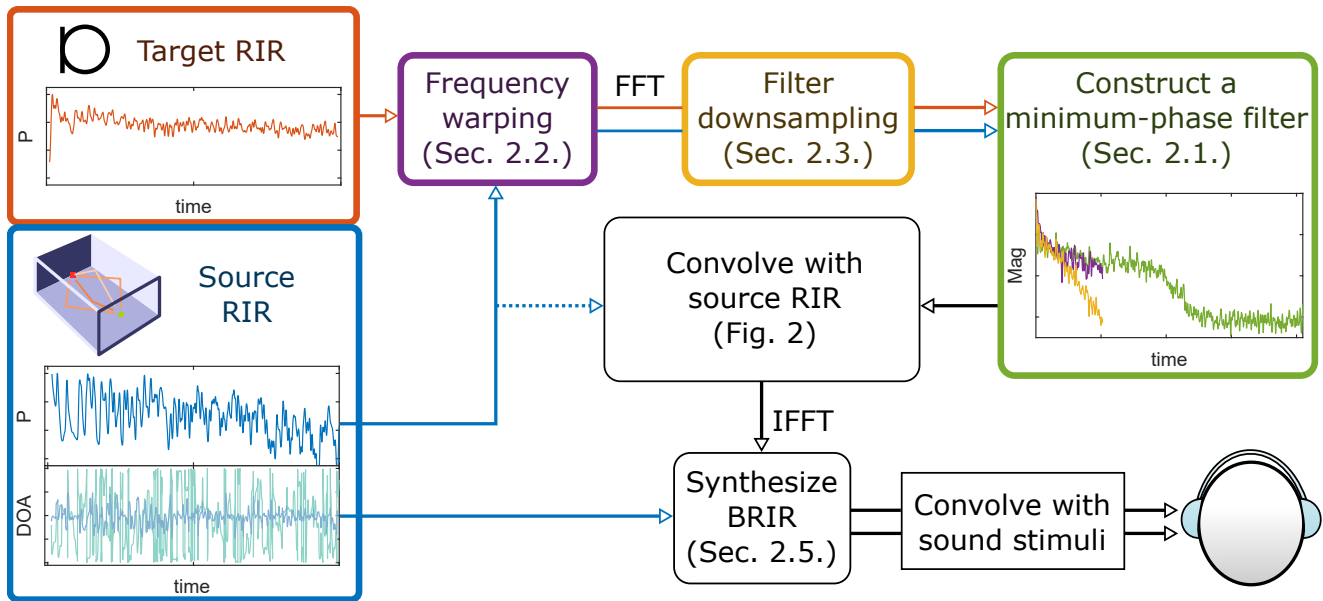 Target RIR
P
time
Source
RIR
P
DOA
time
Frequency
warping
(Sec. 2.2.)
FFT
Filter
downsampling
(Sec. 2.3.)
Construct a
minimum-phase filter
(Sec. 2.1.)
Mag
time
Convolve with
source RIR
(Fig. 2)
IFFT
Synthesize
BRIR
(Sec. 2.5.)
Convolve with
sound stimuli